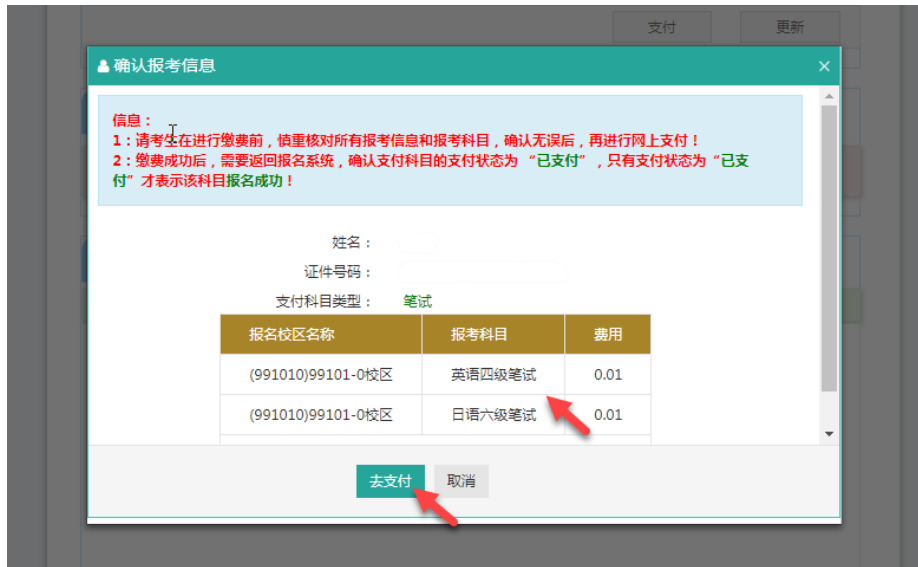 支付 更新
确认报考信息 ×
信息：
1：请考生在进行缴费前，慎重核对所有报考信息和报考科目，确认无误后，再进行网上支付！
2：缴费成功后，需要返回报名系统，确认支付科目的支付状态为 “已支付” ，只有支付状态为 “已支
付” 才表示该科目报名成功！
姓名：
证件号码：
支付科目类型： 笔试
报名校区名称 报考科目 费用
(991010)99101-0校区 英语四级笔试 0.01
(991010)99101-0校区 日语六级笔试 0.01
去支付 取消